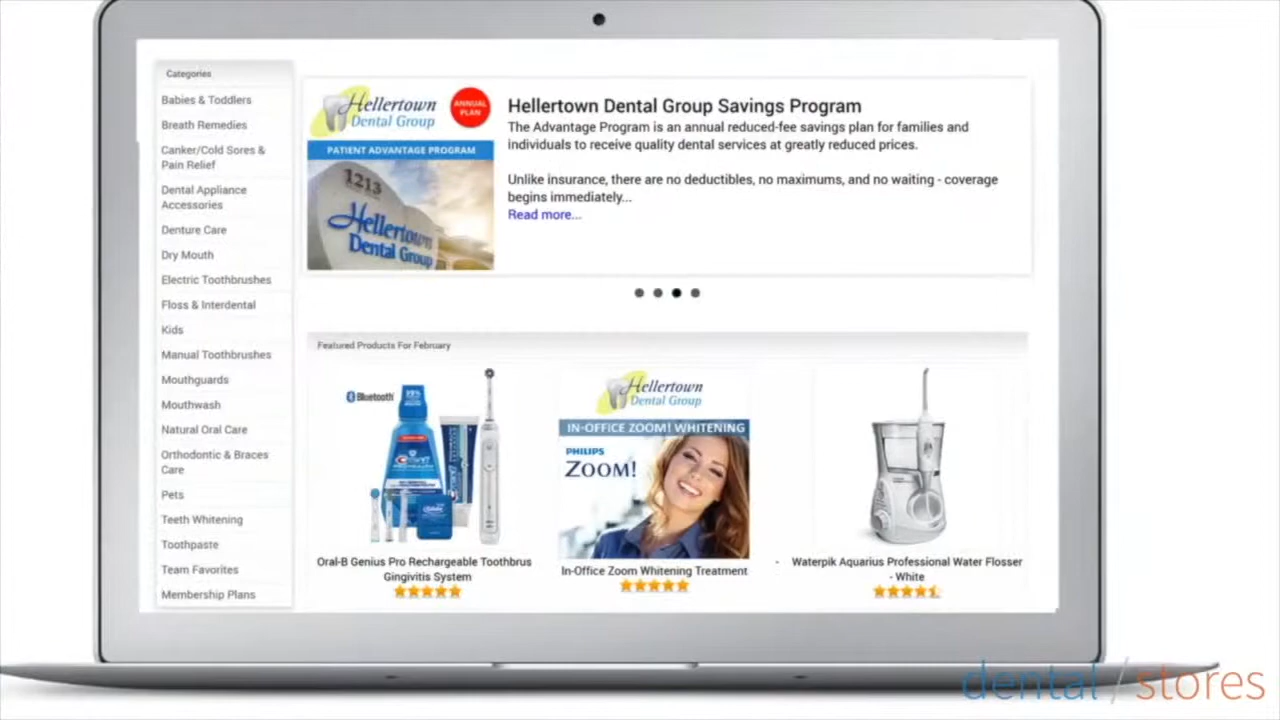 Categories
Babies & Toddlers
Breath Remedies
Canker/Cold Sores &
Pain Relief
Dental Appliance
Accessories
Denture Care
Dry Mouth
Electric Toothbrushes
Floss & Interdental
Kids
Manual Toothbrushes
Mouthguards
Mouthwash
Natural Oral Care
Orthodontic & Braces
Care
Pets
Teeth Whitening
Toothpaste
Team Favorites
Membership Plans
Hellertown
Dental Group
ANNUAL
PLAN
PATIENT ADVANTAGE PROGRAM
1213
Hellertown
Dental Group
Hellertown Dental Group Savings Program
The Advantage Program is an annual reduced-fee savings plan for families and
individuals to receive quality dental services at greatly reduced prices.
Unlike insurance, there are no deductibles, no maximums, and no waiting - coverage
begins immediately...
Read more...
Featured Products For February
Bluetooth
Crest
Oral-B Genius Pro Rechargeable Toothbrus
Gingivitis System
Hellertown
Dental Group
IN-OFFICE ZOOM! WHITENING
PHILIPS
ZOOM!
In-Office Zoom Whitening Treatment
-
Waterpik Aquarius Professional Water Flosser
- White
dental/stores